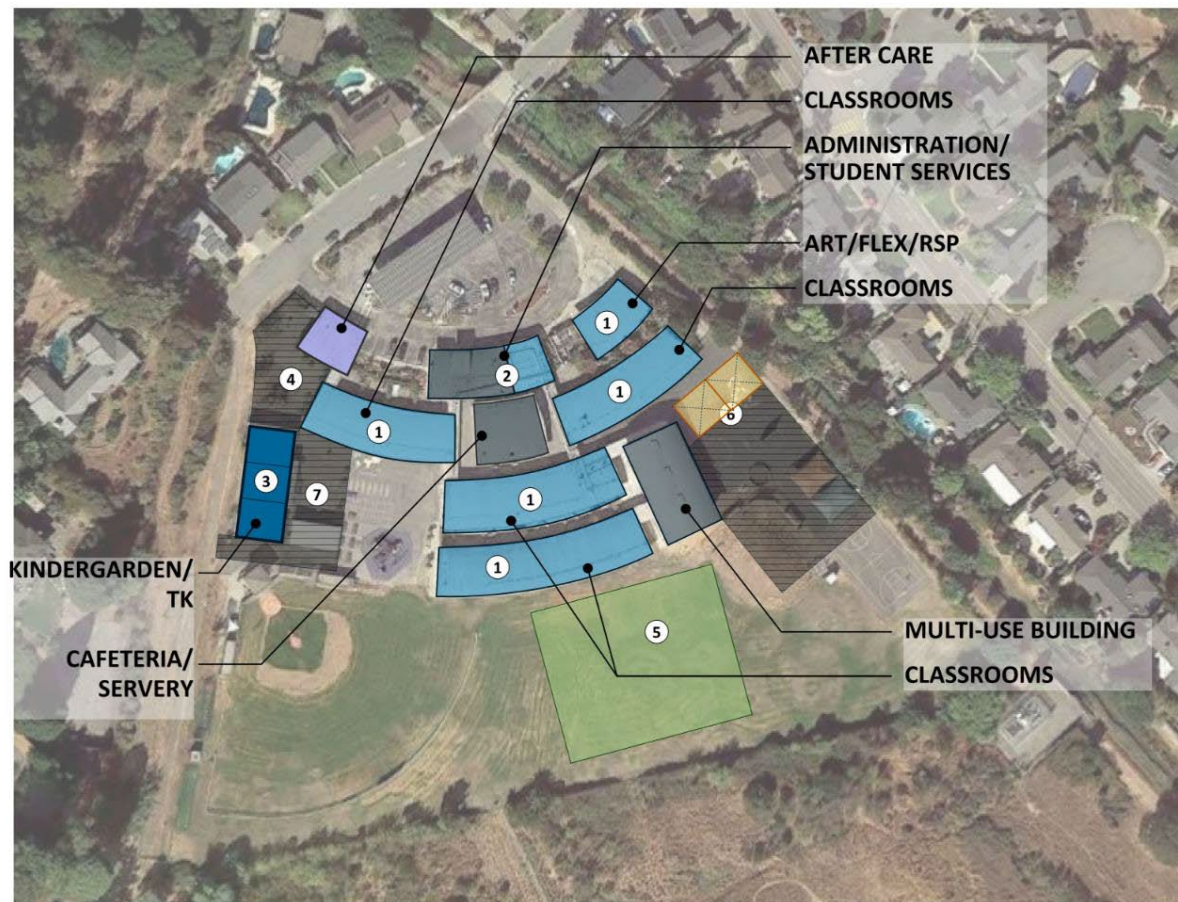 AFTER CARE
CLASSROOMS
ADMINISTRATION/
STUDENT SERVICES
ART/FLEX/RSP
CLASSROOMS
1
2
1
4
1
6
3
7
1
1
5
KINDERGARDEN/
TK
CAFETERIA/
SERVERY
MULTI-USE BUILDING
CLASSROOMS